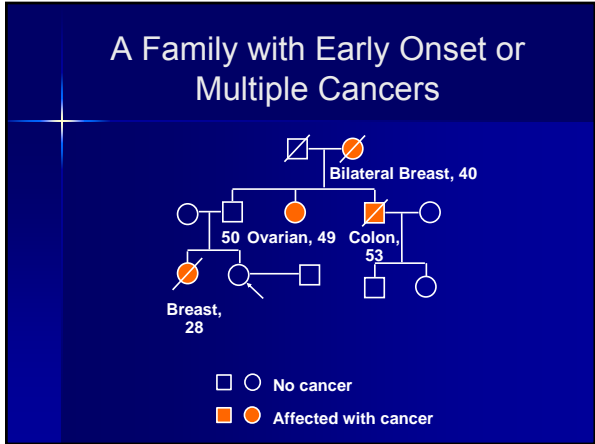 A Family with Early Onset or
Multiple Cancers
Bilateral Breast, 40
50 Ovarian, 49 Colon,
53
Breast,
28
No cancer
Affected with cancer